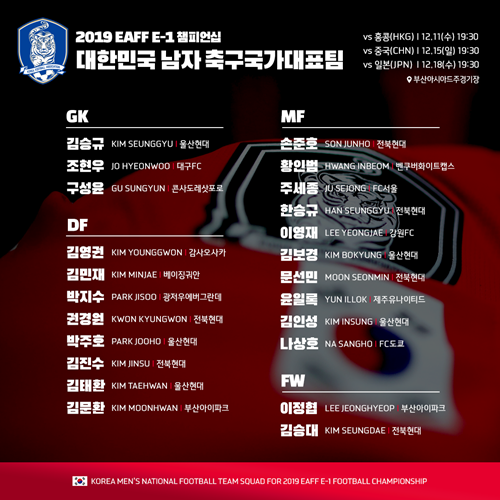 2019 EAFF E-1 챔피언십
대한민국 남자 축구국가대표팀
vs 홍콩(HKG) | 12.11(수) 19:30
vs 중국(CHN) | 12.15(일) 19:30
vs 일본(JPN) | 12.18(수) 19:30
부산아시아드주경기장
GK
김승규 KIM SEUNGGYU | 울산현대
조현우 JO HYEONWOO | 대구FC
구성윤 GU SUNGYUN | 콘사도레삿포로
DF
김영권 KIM YOUNGGWON | 감바오사카
김민재 KIM MINJAE | 베이징궈안
박지수 PARK JISOO | 광저우에버그란데
권경원 KWON KYUNGWON | 전북현대
박주호 PARK JOOHO | 울산현대
김진수 KIM JINSU | 전북현대
김태환 KIM TAEHWAN | 울산현대
김문환 KIM MOONHWAN | 부산아이파크
MF
손준호 SON JUNHO | 전북현대
황인범 HWANG INBEOM | 벤쿠버화이트캡스
주세종 JU SEJONG | FC서울
한승규 HAN SEUNGGYU | 전북현대
이영재 LEE YEONGJAE | 강원FC
김보경 KIM BOKYUNG | 울산현대
문선민 MOON SEONMIN | 전북현대
윤일록 YUN ILLOK | 제주유나이티드
김인성 KIM INSUNG | 울산현대
나상호 NA SANGHO | FC도쿄
FW
이정협 LEE JEONGHYEOP | 부산아이파크
김승대 KIM SEUNGDAE | 전북현대
KOREA MEN'S NATIONAL FOOTBALL TEAM SQUAD FOR 2019 EAFF E-1 FOOTBALL CHAMPIONSHIP